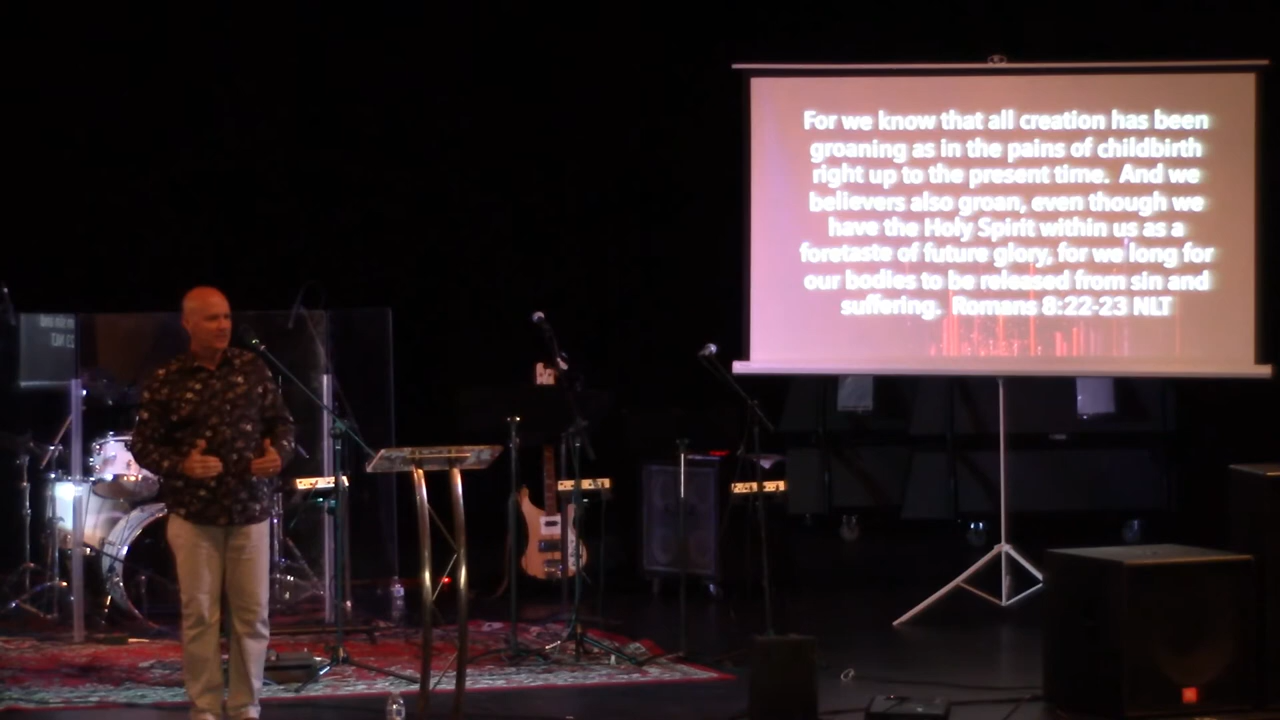 For we know that all creation has been
groaning as in the pains of childbirth
right up to the present time.  And we
believers also groan, even though we
have the Holy Spirit within us as a
foretaste of future glory, for we long for
our bodies to be released from sin and
suffering.  Romans 8:22-23 NLT